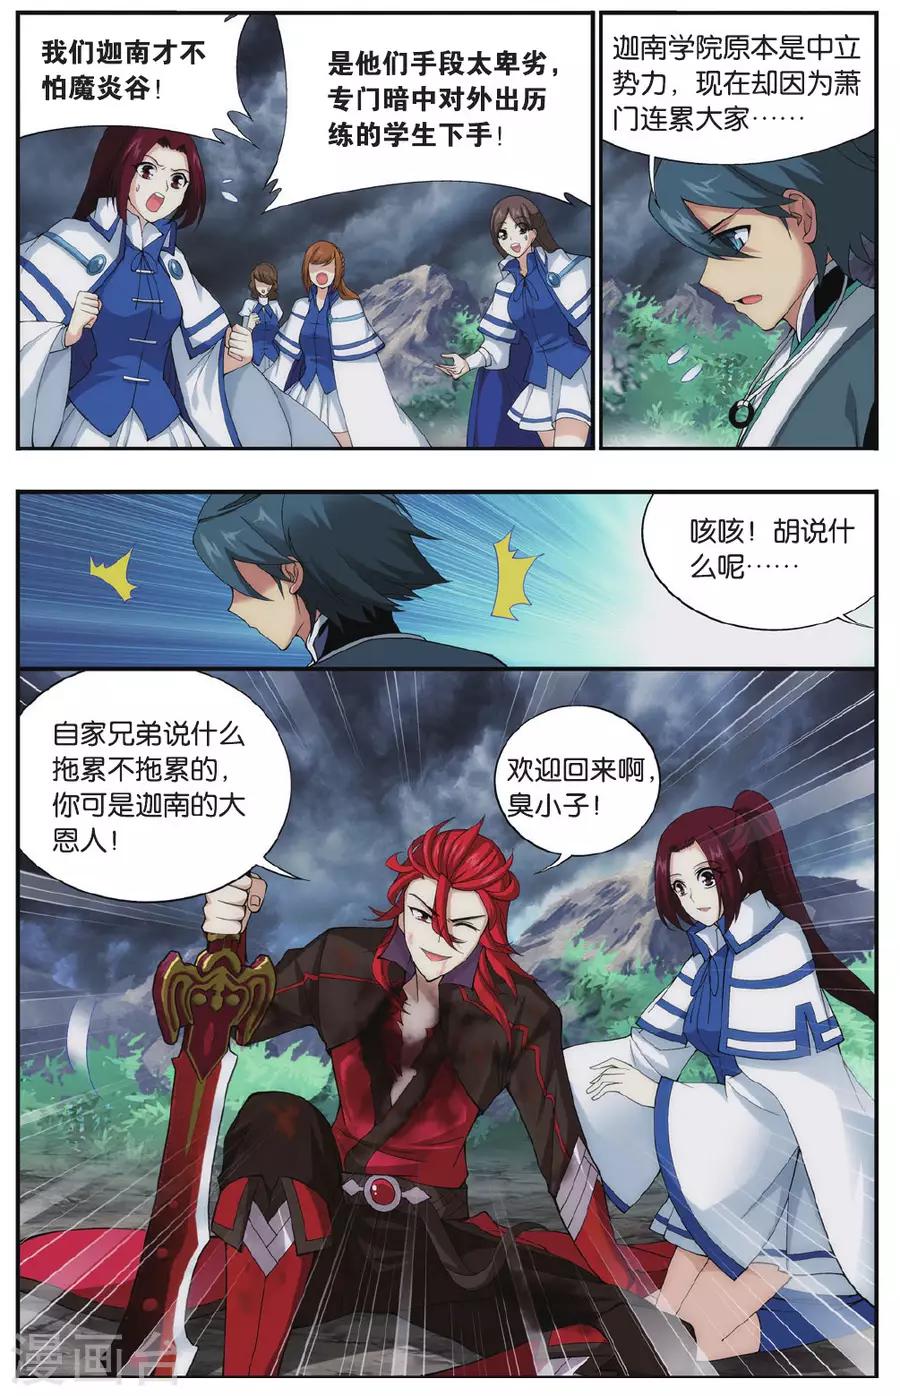 我们迦南才不
怕魔炎谷！
是他们手段太卑劣，
专门暗中对外出历
练的学生下手！
迦南学院原本是中立
势力，现在却因为萧
门连累大家……
咳咳！胡说什
么呢……
自家兄弟说什么
拖累不拖累的，
你可是迦南的大
恩人！
欢迎回来啊，
臭小子！
漫画台